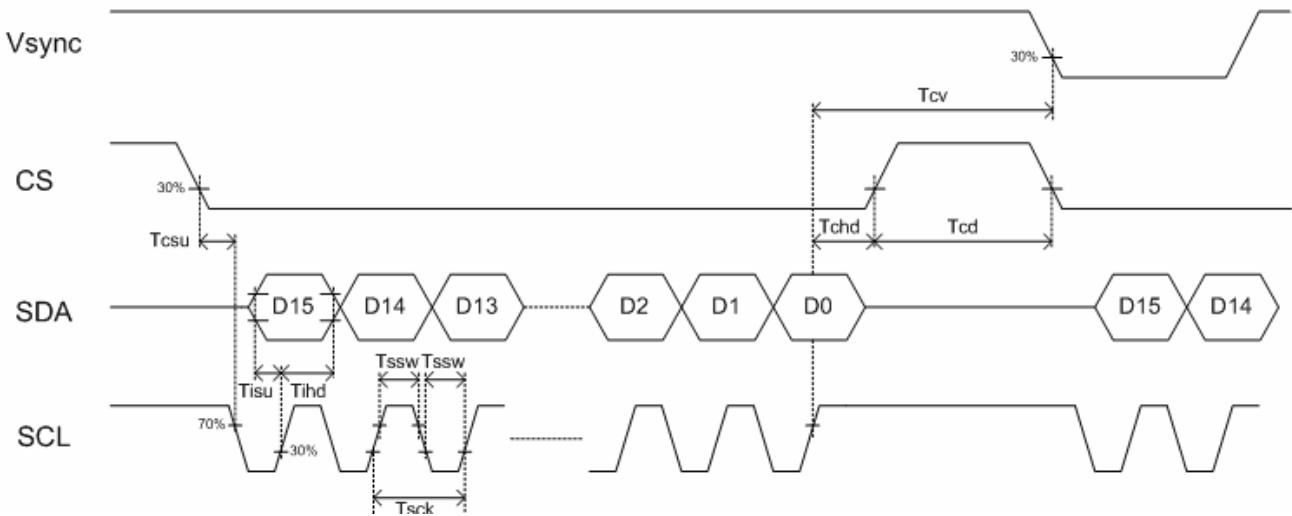 Vsync
30%
Tcv
CS
30%
Tcsu
Tchd
Tcd
SDA
D15
D14
D13
D2
D1
D0
D15
D14
Tisu
Tihd
Tssw
Tssw
SCL
70%
30%
Tsck